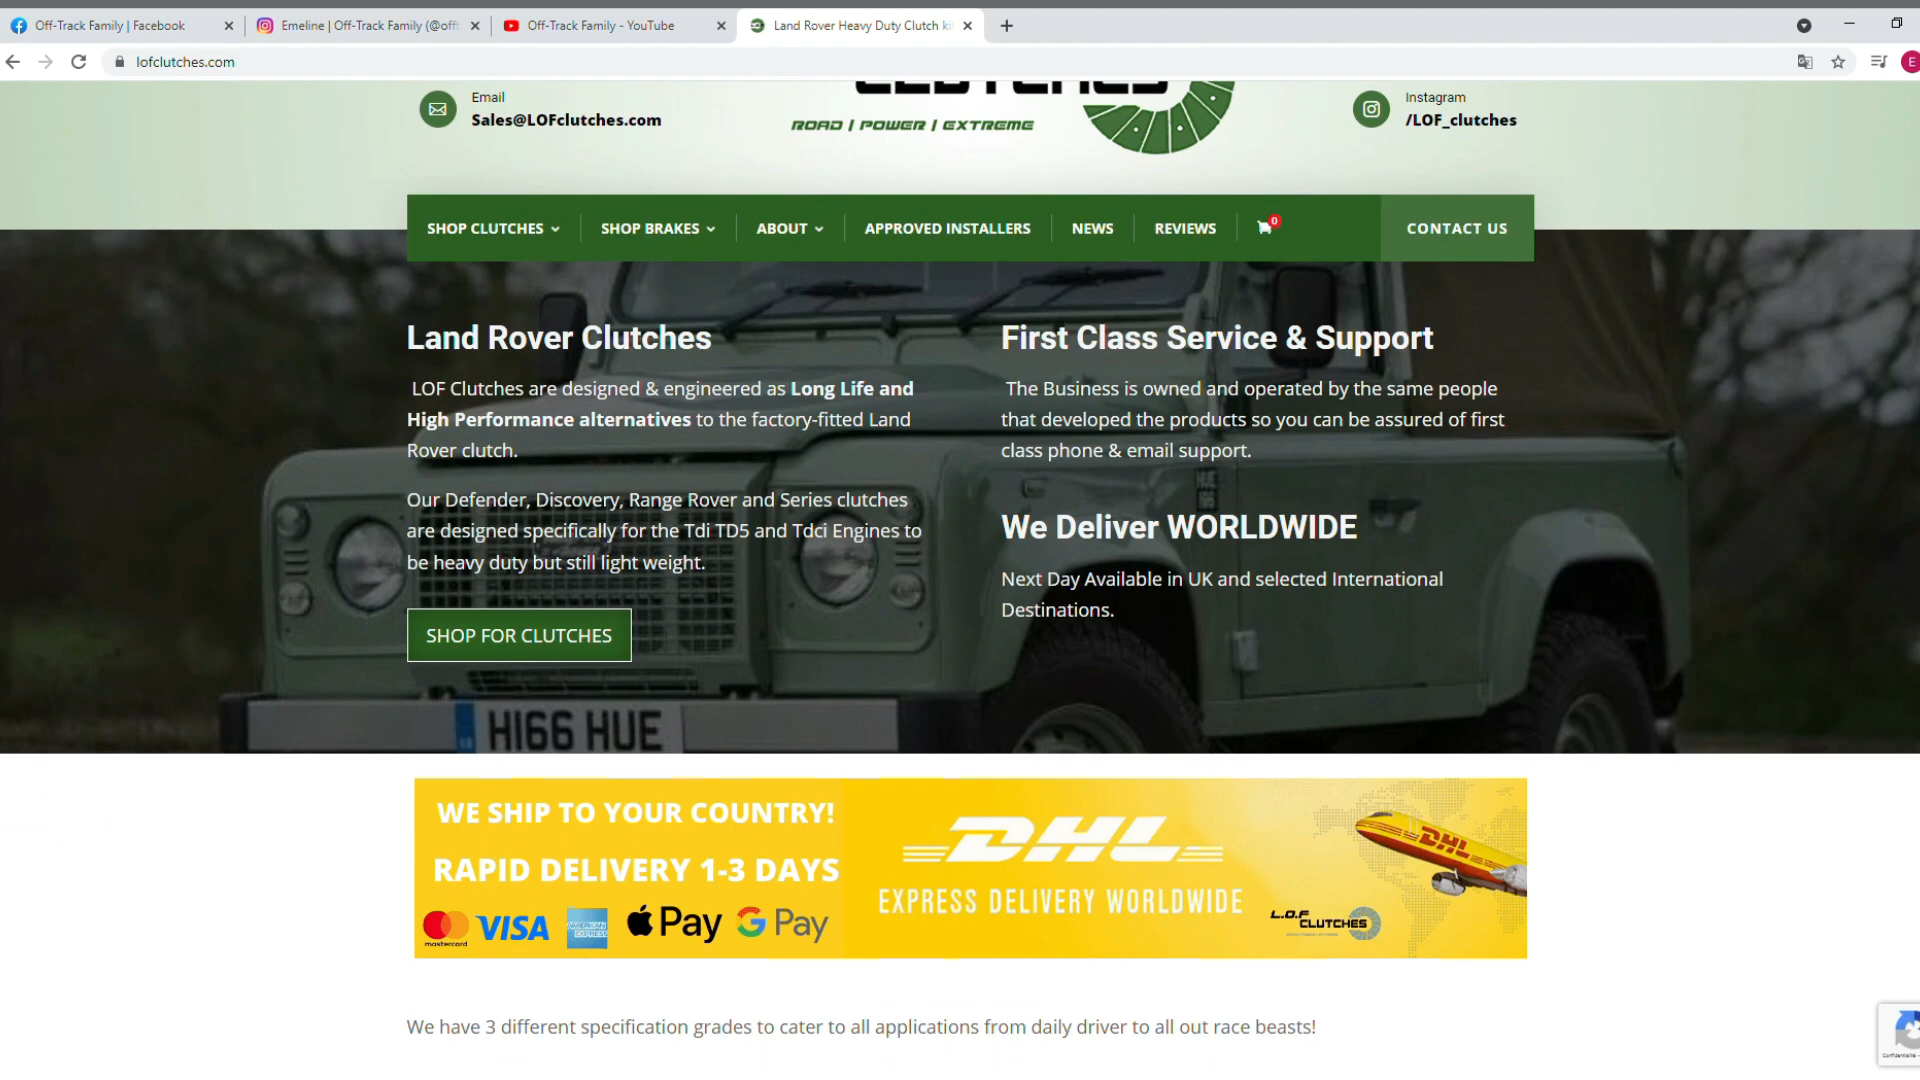 Off-Track Family | Facebook
Emeline | Off-Track Family (@offt
Off-Track Family - YouTube
Land Rover Heavy Duty Clutch ki
lofclutches.com
E
Email
Sales@LOFclutches.com
CLUTCHES
ROAD | POWER | EXTREME
Instagram
/LOF_clutches
SHOP CLUTCHES
SHOP BRAKES
ABOUT
APPROVED INSTALLERS
NEWS
REVIEWS
0
CONTACT US
Land Rover Clutches
LOF Clutches are designed & engineered as Long Life and
High Performance alternatives to the factory-fitted Land
Rover clutch.
Our Defender, Discovery, Range Rover and Series clutches
are designed specifically for the Tdi TD5 and Tdci Engines to
be heavy duty but still light weight.
SHOP FOR CLUTCHES
First Class Service & Support
The Business is owned and operated by the same people
that developed the products so you can be assured of first
class phone & email support.
We Deliver WORLDWIDE
Next Day Available in UK and selected International
Destinations.
H166 HUE
WE SHIP TO YOUR COUNTRY!
RAPID DELIVERY 1-3 DAYS
mastercard
VISA
AMERICAN EXPRESS
Pay
G Pay
DHL
EXPRESS DELIVERY WORLDWIDE
DHL
L.O.F
CLUTCHES
We have 3 different specification grades to cater to all applications from daily driver to all out race beasts!